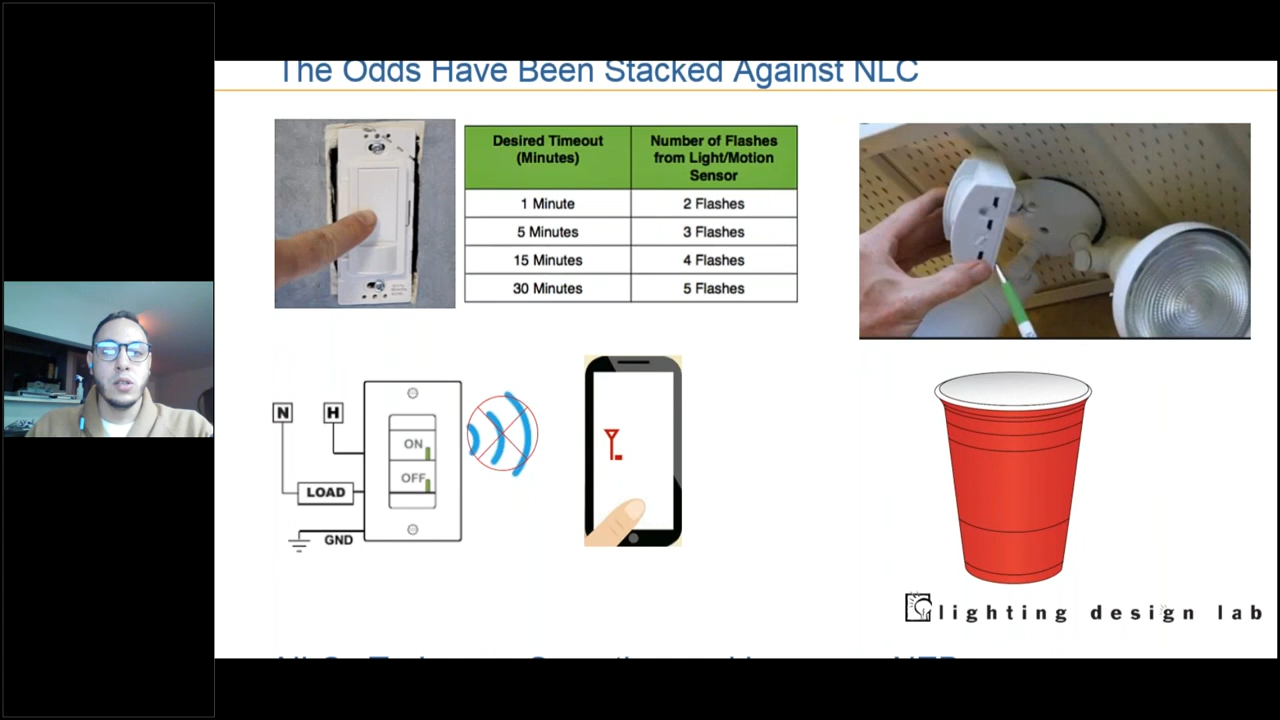 The Odds Have Been Stacked Against NLC
Desired Timeout
(Minutes)
Number of Flashes
from Light/Motion
Sensor
1 Minute
2 Flashes
5 Minutes
3 Flashes
15 Minutes
4 Flashes
30 Minutes
5 Flashes
N
H
ON
OFF
LOAD
GND
lighting design lab